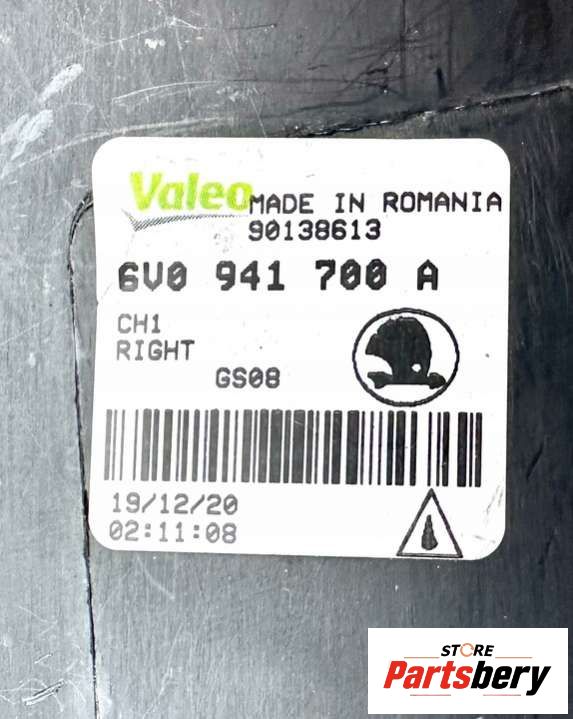 Valeo MADE IN ROMANIA
90138613
6V0 941 700 A
CH1
RIGHT
GS08
19/12/20
02:11:08
STORE
Partsbery